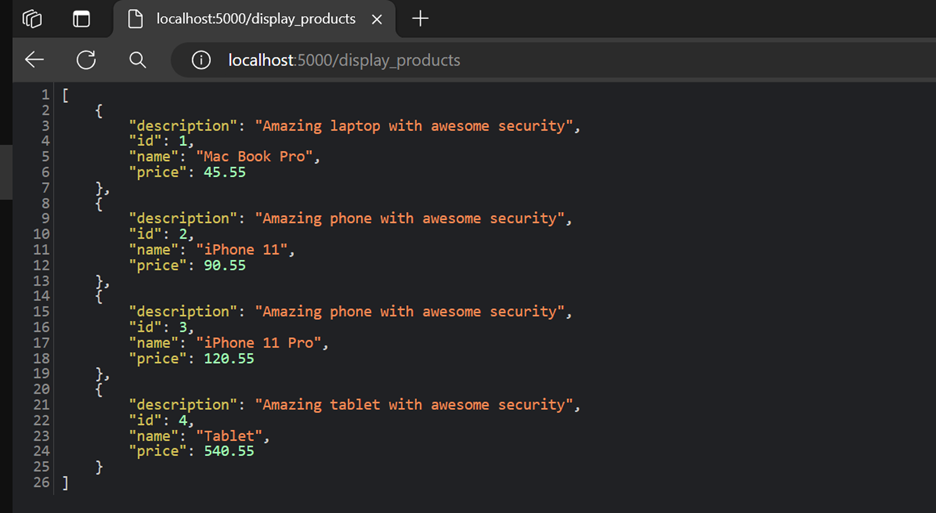 localhost:5000/display_products
localhost:5000/display_products
1 [
2 {
3 "description": "Amazing laptop with awesome security",
4 "id": 1,
5 "name": "Mac Book Pro",
6 "price": 45.55
7 },
8 {
9 "description": "Amazing phone with awesome security",
10 "id": 2,
11 "name": "iPhone 11",
12 "price": 90.55
13 },
14 {
15 "description": "Amazing phone with awesome security",
16 "id": 3,
17 "name": "iPhone 11 Pro",
18 "price": 120.55
19 },
20 {
21 "description": "Amazing tablet with awesome security",
22 "id": 4,
23 "name": "Tablet",
24 "price": 540.55
25 }
26 ]